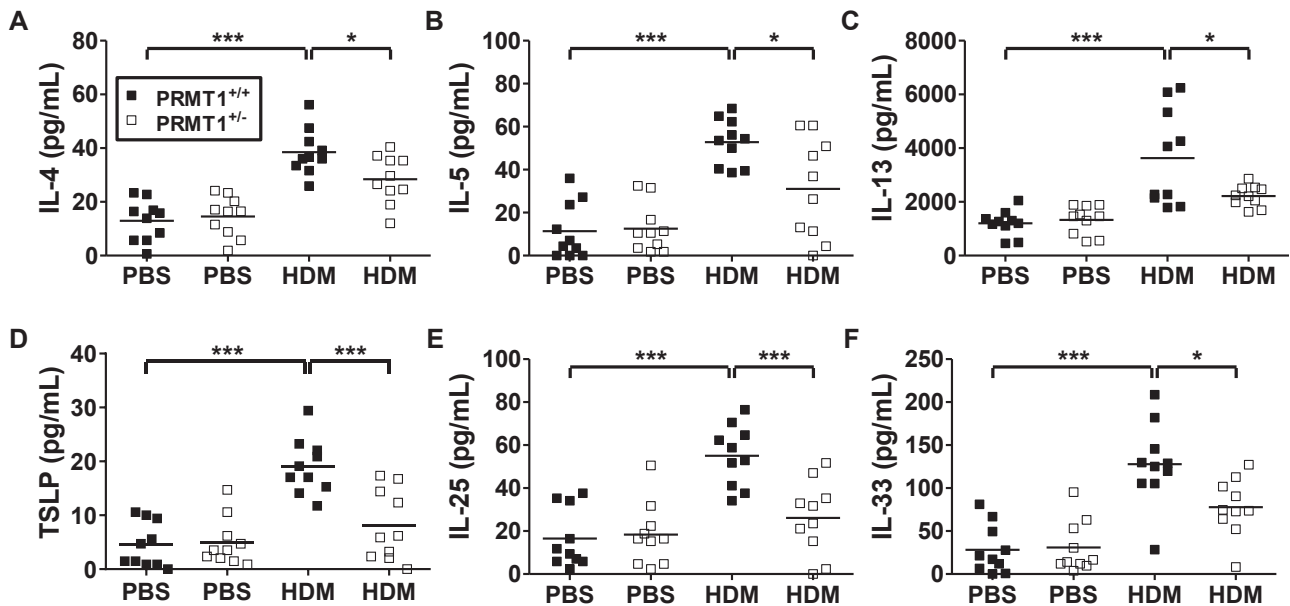 A
*** *
IL-4 (pg/mL)
80
60
40
20
0
PRMT1+/+
PRMT1+/-
PBS PBS HDM HDM
B
*** *
IL-5 (pg/mL)
100
80
60
40
20
0
PBS PBS HDM HDM
C
*** *
IL-13 (pg/mL)
8000
6000
4000
2000
0
PBS PBS HDM HDM
D
*** ***
TSLP (pg/mL)
40
30
20
10
0
PBS PBS HDM HDM
E
*** ***
IL-25 (pg/mL)
100
80
60
40
20
0
PBS PBS HDM HDM
F
*** *
IL-33 (pg/mL)
250
200
150
100
50
0
PBS PBS HDM HDM